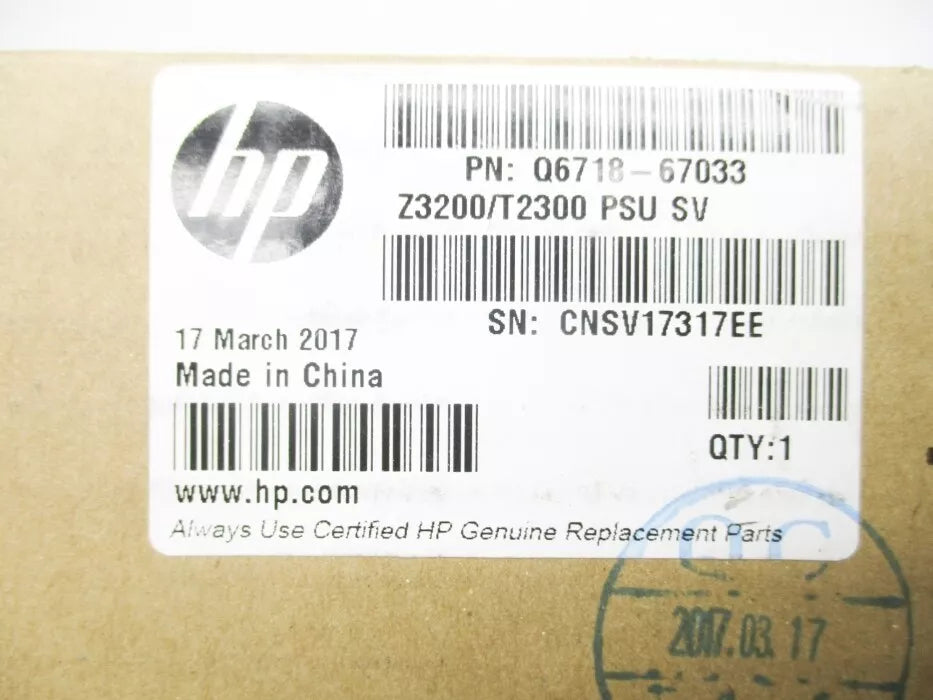 hp
PN: Q6718-67033
Z3200/T2300 PSU SV
SN: CNSV17317EE
17 March 2017
Made in China
QTY:1
www.hp.com
Always Use Certified HP Genuine Replacement Parts
QC
2017.03.17